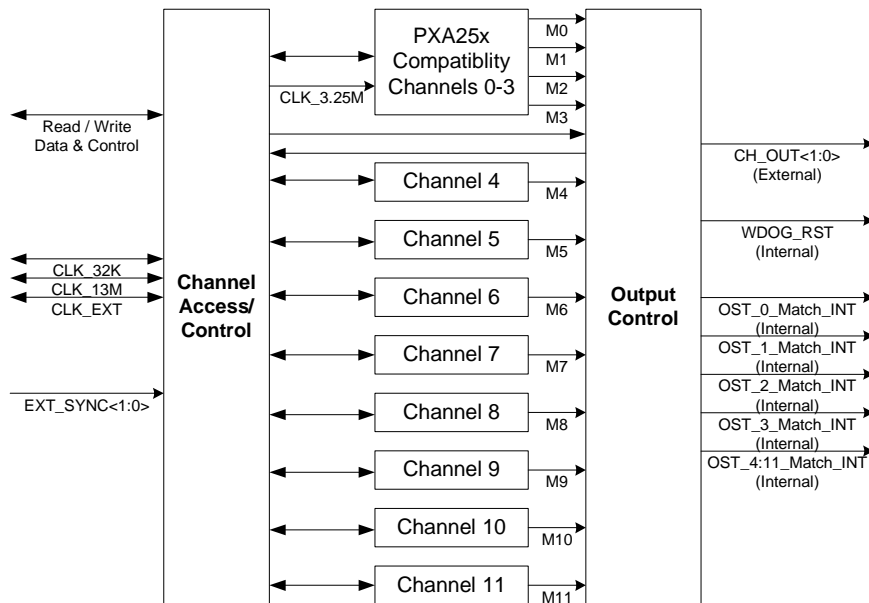 PXA25x
Compatiblity
Channels 0-3
M0
M1
M2
M3
CLK_3.25M
Read / Write
Data & Control
CLK_32K
CLK_13M
CLK_EXT
EXT_SYNC<1:0>
Channel
Access/
Control
Channel 4
M4
Channel 5
M5
Channel 6
M6
Channel 7
M7
Channel 8
M8
Channel 9
M9
Channel 10
M10
Channel 11
M11
Output
Control
CH_OUT<1:0>
(External)
WDOG_RST
(Internal)
OST_0_Match_INT
(Internal)
OST_1_Match_INT
(Internal)
OST_2_Match_INT
(Internal)
OST_3_Match_INT
(Internal)
OST_4:11_Match_INT
(Internal)